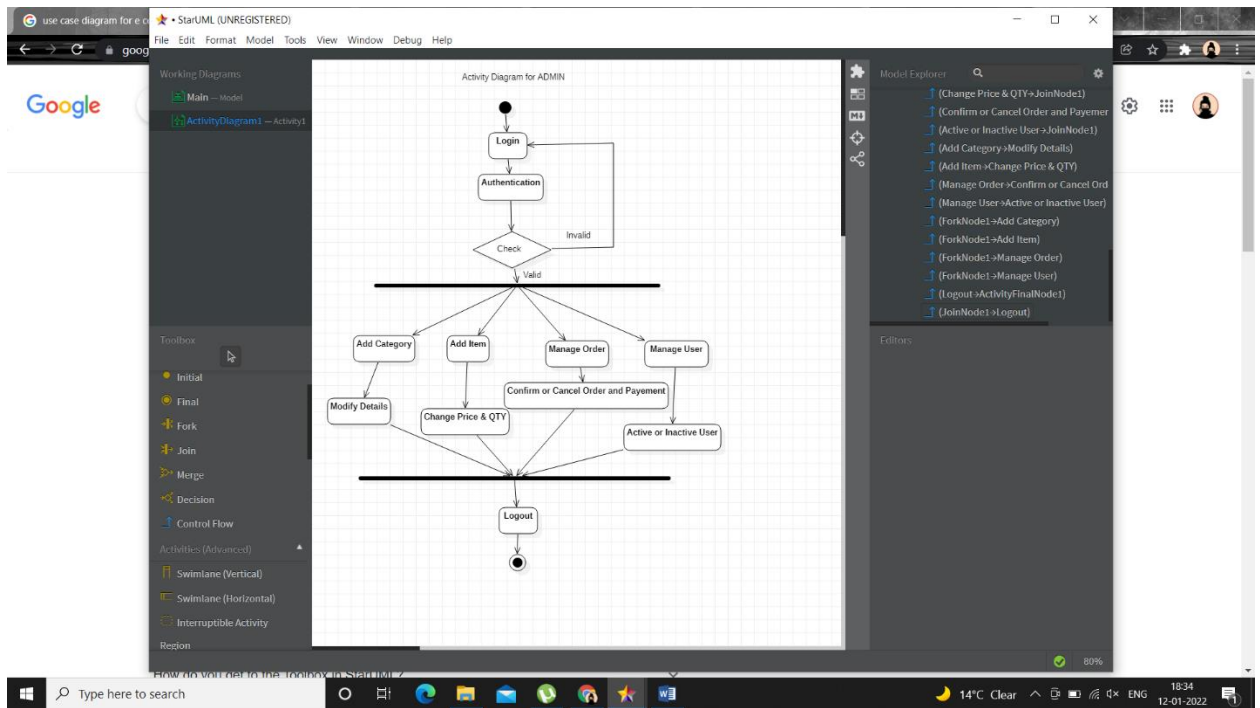 use case diagram for e co
• StarUML (UNREGISTERED)
File Edit Format Model Tools View Window Debug Help
goog
Google
Working Diagrams
Main — Model
ActivityDiagram1 — Activity1
Toolbox
Initial
Final
Fork
Join
Merge
Decision
Control Flow
Activities (Advanced)
Swimlane (Vertical)
Swimlane (Horizontal)
Interruptible Activity
Region
Activity Diagram for ADMIN
Login
Authentication
Invalid
Check
Valid
Add Category
Add Item
Manage Order
Manage User
Confirm or Cancel Order and Payement
Modify Details
Change Price & QTY
Active or Inactive User
Logout
Model Explorer
(Change Price & QTY→JoinNode1)
(Confirm or Cancel Order and Paymer
(Active or Inactive User→JoinNode1)
(Add Category→Modify Details)
(Add Item→Change Price & QTY)
(Manage Order→Confirm or Cancel Ord
(Manage User→Active or Inactive User)
(ForkNode1→Add Category)
(ForkNode1→Add Item)
(ForkNode1→Manage Order)
(ForkNode1→Manage User)
(Logout→ActivityFinalNode1)
(JoinNode1→Logout)
Editors
80%
How do you get to the Toolbox in StarUML?
Type here to search
14°C Clear
ENG
18:34
12-01-2022